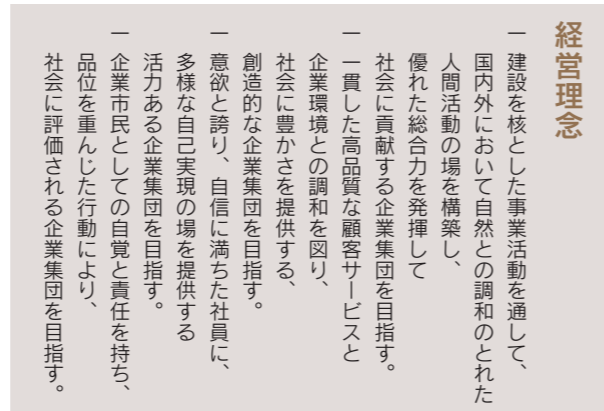 経営理念
一 建設を核とした事業活動を通して、
国内外において自然との調和のとれた
人間活動の場を構築し、
優れた総合力を発揮して
社会に貢献する企業集団を目指す。
一 一貫した高品質な顧客サービスと
企業環境との調和を図り、
社会に豊かさを提供する、
創造的な企業集団を目指す。
一 意欲と誇り、自信に満ちた社員に、
多様な自己実現の場を提供する
活力ある企業集団を目指す。
一 企業市民としての自覚と責任を持ち、
品位を重んじた行動により、
社会に評価される企業集団を目指す。